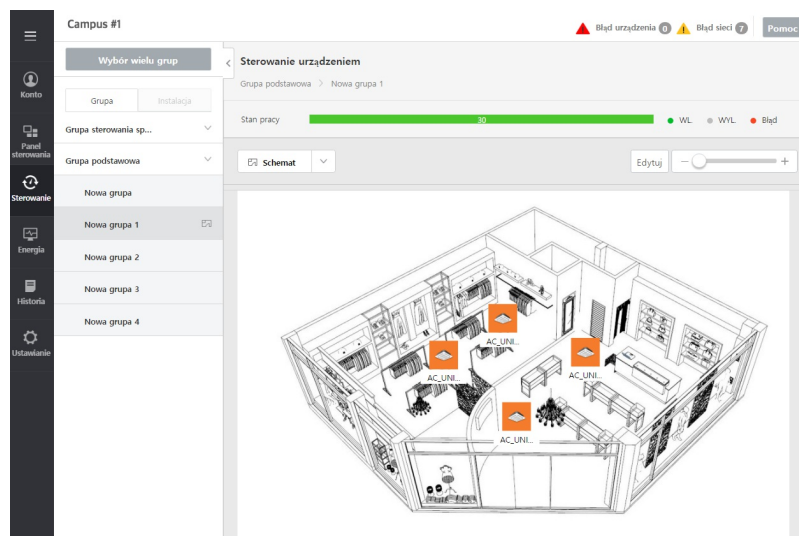 Campus #1
Błąd urządzenia 0
Błąd sieci 7
Pomoc
Konto
Panel sterowania
Sterowanie
Energia
Historia
Ustawianie
Wybór wielu grup
Grupa
Instalacja
Grupa sterowania sp...
Grupa podstawowa
Nowa grupa
Nowa grupa 1
Nowa grupa 2
Nowa grupa 3
Nowa grupa 4
Sterowanie urządzeniem
Grupa podstawowa > Nowa grupa 1
Stan pracy
30
WŁ.
WYŁ.
Błąd
Schemat
Edytuj
AC_UNI...
AC_UNI...
AC_UNI...
AC_UNI...